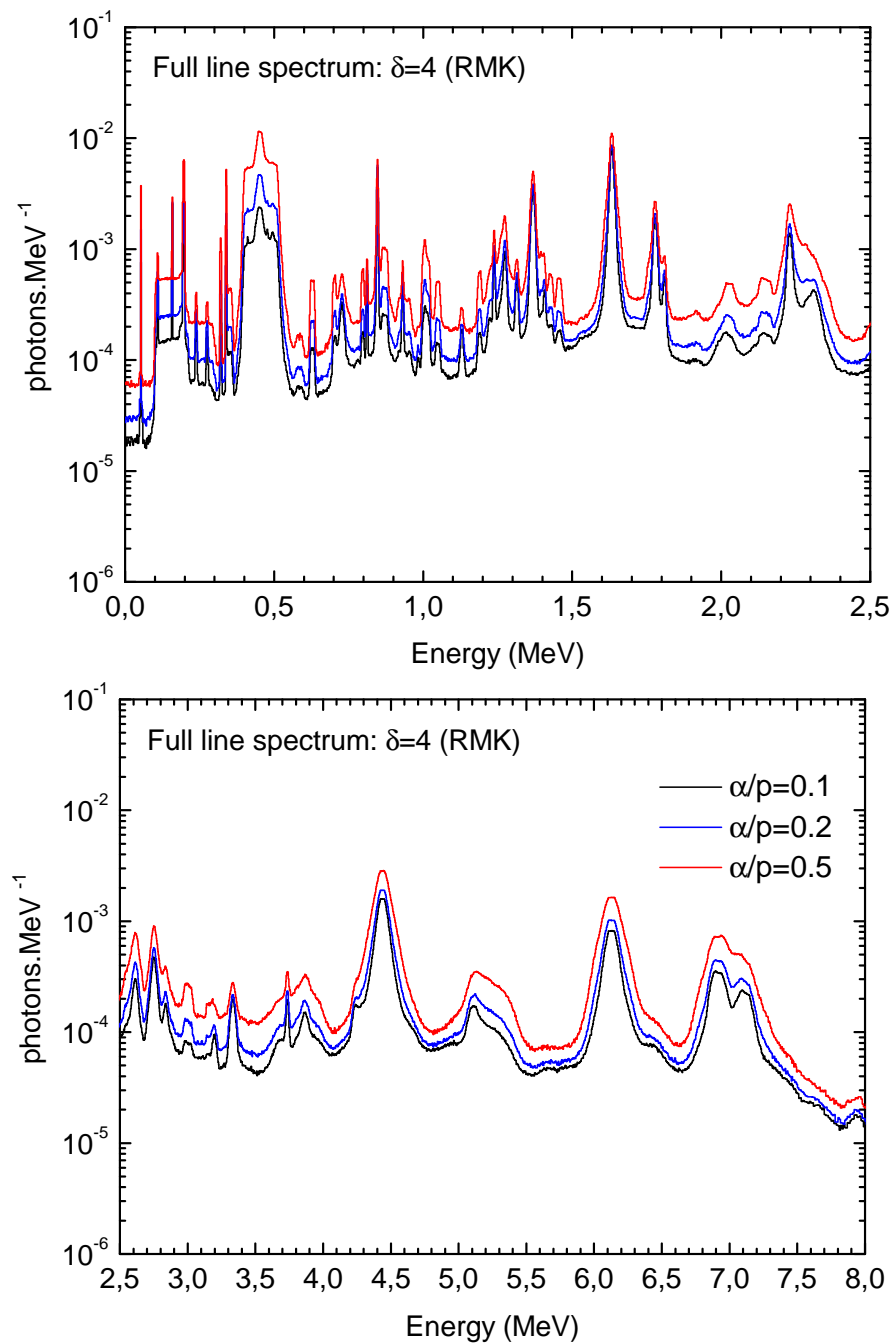 10⁻¹
Full line spectrum: δ=4 (RMK)
10⁻²
10⁻³
10⁻⁴
10⁻⁵
10⁻⁶
photons.MeV ⁻¹
0,0 0,5 1,0 1,5 2,0 2,5
Energy (MeV)
10⁻¹
Full line spectrum: δ=4 (RMK)
α/p=0.1
α/p=0.2
α/p=0.5
10⁻²
10⁻³
10⁻⁴
10⁻⁵
10⁻⁶
photons.MeV ⁻¹
2,5 3,0 3,5 4,0 4,5 5,0 5,5 6,0 6,5 7,0 7,5 8,0
Energy (MeV)